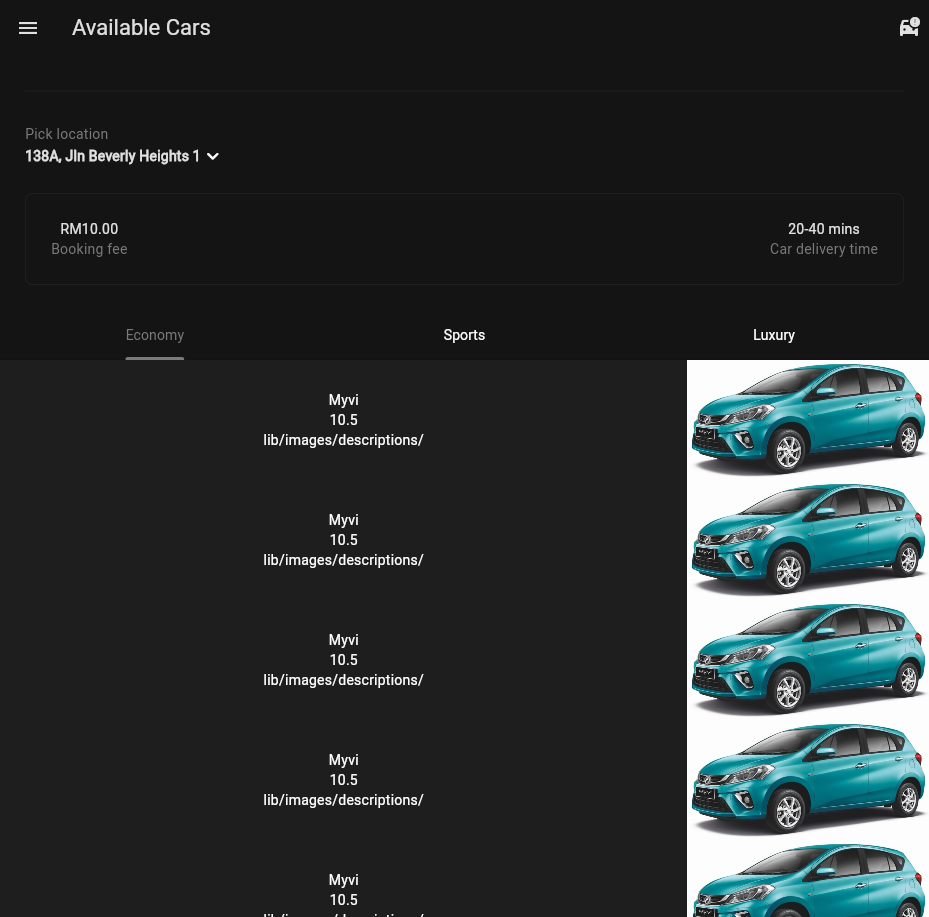 Available Cars
Pick location
138A, Jln Beverly Heights 1
RM10.00
Booking fee
20-40 mins
Car delivery time
Economy
Sports
Luxury
Myvi
10.5
lib/images/descriptions/
Myvi
10.5
lib/images/descriptions/
Myvi
10.5
lib/images/descriptions/
Myvi
10.5
lib/images/descriptions/
Myvi
10.5